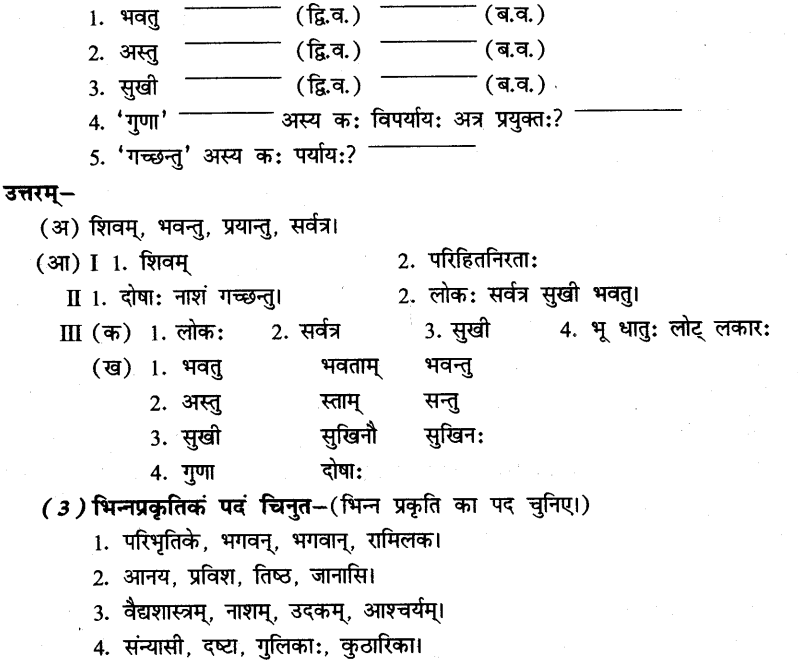 1. भवतु ________ (द्वि.व.) ________ (ब.व.)
2. अस्तु ________ (द्वि.व.) ________ (ब.व.)
3. सुखी ________ (द्वि.व.) ________ (ब.व.)
4. ‘गुणा’ ________ अस्य कः विपर्यायः अत्र प्रयुक्तः? ________
5. ‘गच्छन्तु’ अस्य कः पर्यायः? ________
उत्तरम्–
(अ) शिवम्, भवन्तु, प्रयान्तु, सर्वत्र।
(आ) I 1. शिवम् 2. परिहितनिरताः
II 1. दोषाः नाशं गच्छन्तु। 2. लोकः सर्वत्र सुखी भवतु।
III (क) 1. लोकः 2. सर्वत्र 3. सुखी 4. भू धातुः लोट् लकारः
(ख) 1. भवतु भवताम् भवन्तु
2. अस्तु स्ताम् सन्तु
3. सुखी सुखिनौ सुखिनः
4. गुणा दोषाः
(3) भिन्नप्रकृतिकं पदं चिनुत–(भिन्न प्रकृति का पद चुनिए।)
1. परिभृतिके, भगवन्, भगवान्, रामिलक।
2. आनय, प्रविश, तिष्ठ, जानासि।
3. वैद्यशास्त्रम्, नाशम्, उदकम्, आश्चर्यम्।
4. संन्यासी, दष्टा, गुलिकाः, कुठारिका।